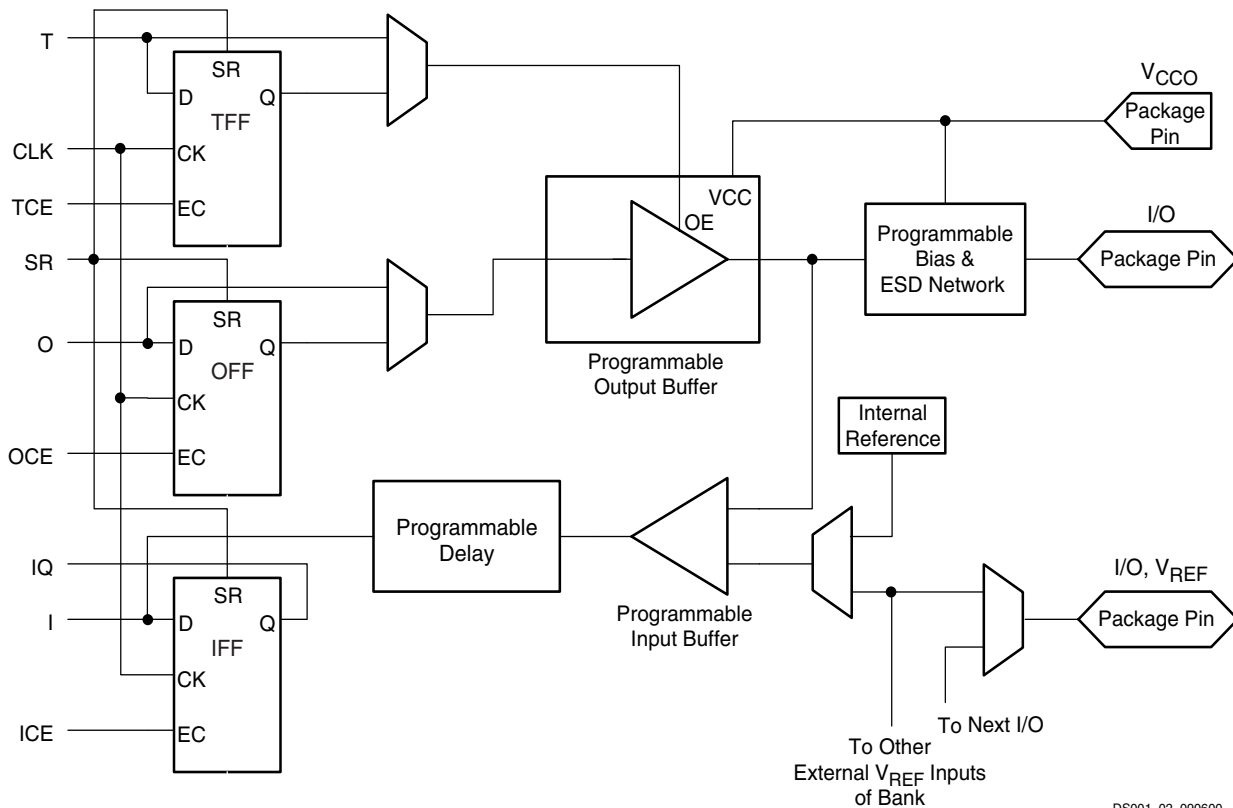 T
SR
D
Q
TFF
CLK
CK
TCE
EC
SR
SR
O
D
Q
OFF
CK
OCE
EC
IQ
SR
I
D
Q
IFF
CK
ICE
EC
VCC
OE
Programmable
Output Buffer
VCCO
Package
Pin
Programmable
Bias &
ESD Network
I/O
Package Pin
Internal
Reference
Programmable
Delay
Programmable
Input Buffer
I/O, VREF
Package Pin
To Next I/O
To Other
External VREF Inputs
of Bank
DS001_02_090600